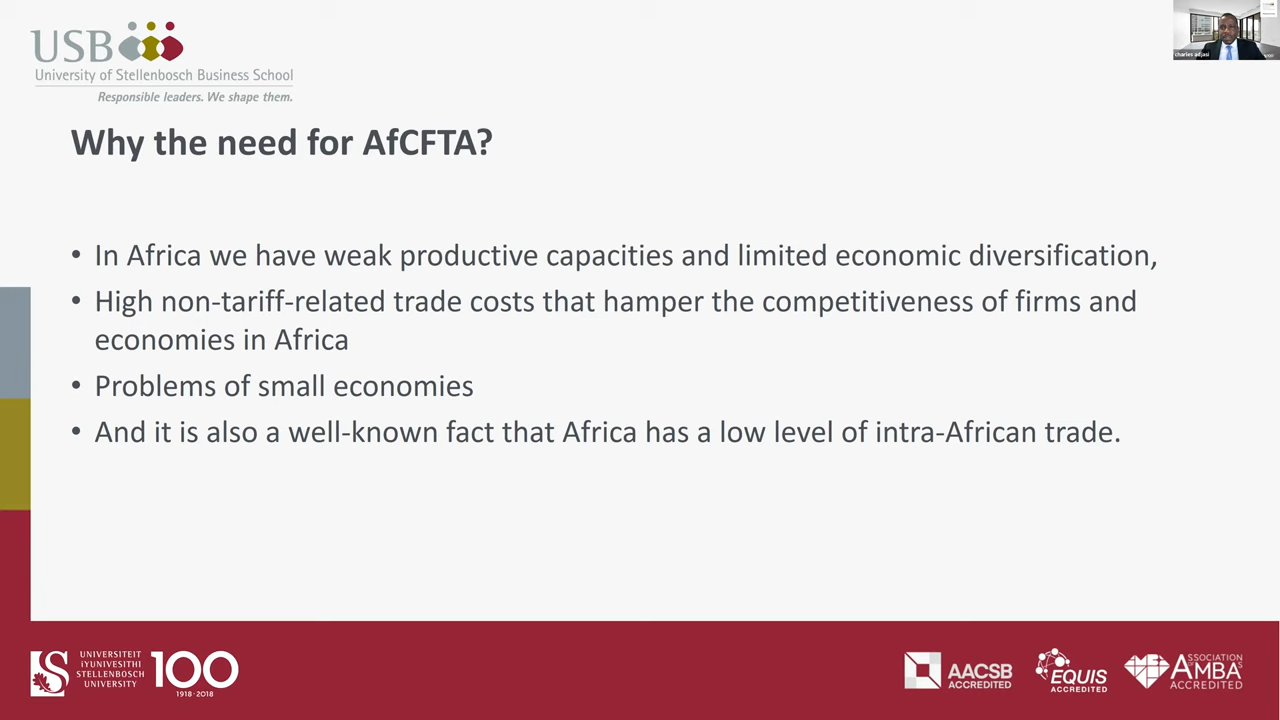 USB
University of Stellenbosch Business School
Responsible leaders. We shape them.
charles adjasi
Why the need for AfCFTA?
• In Africa we have weak productive capacities and limited economic diversification,
• High non-tariff-related trade costs that hamper the competitiveness of firms and
economies in Africa
• Problems of small economies
• And it is also a well-known fact that Africa has a low level of intra-African trade.
UNIVERSITEIT
iYUNIVESITHI
STELLENBOSCH
UNIVERSITY
100
1918·2018
AACSB
ACCREDITED
EQUIS
ACCREDITED
ASSOCIATION
AMBA'S
ACCREDITED